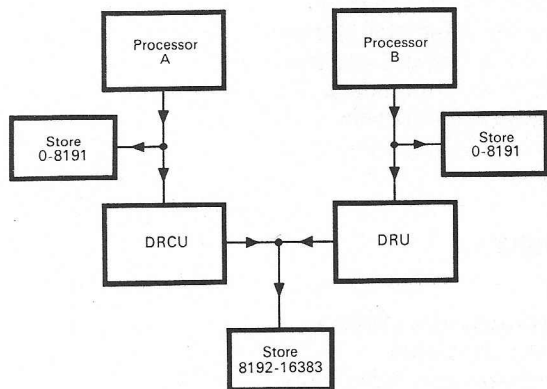 Processor
A
Processor
B
Store
0-8191
Store
0-8191
DRCU
DRU
Store
8192-16383